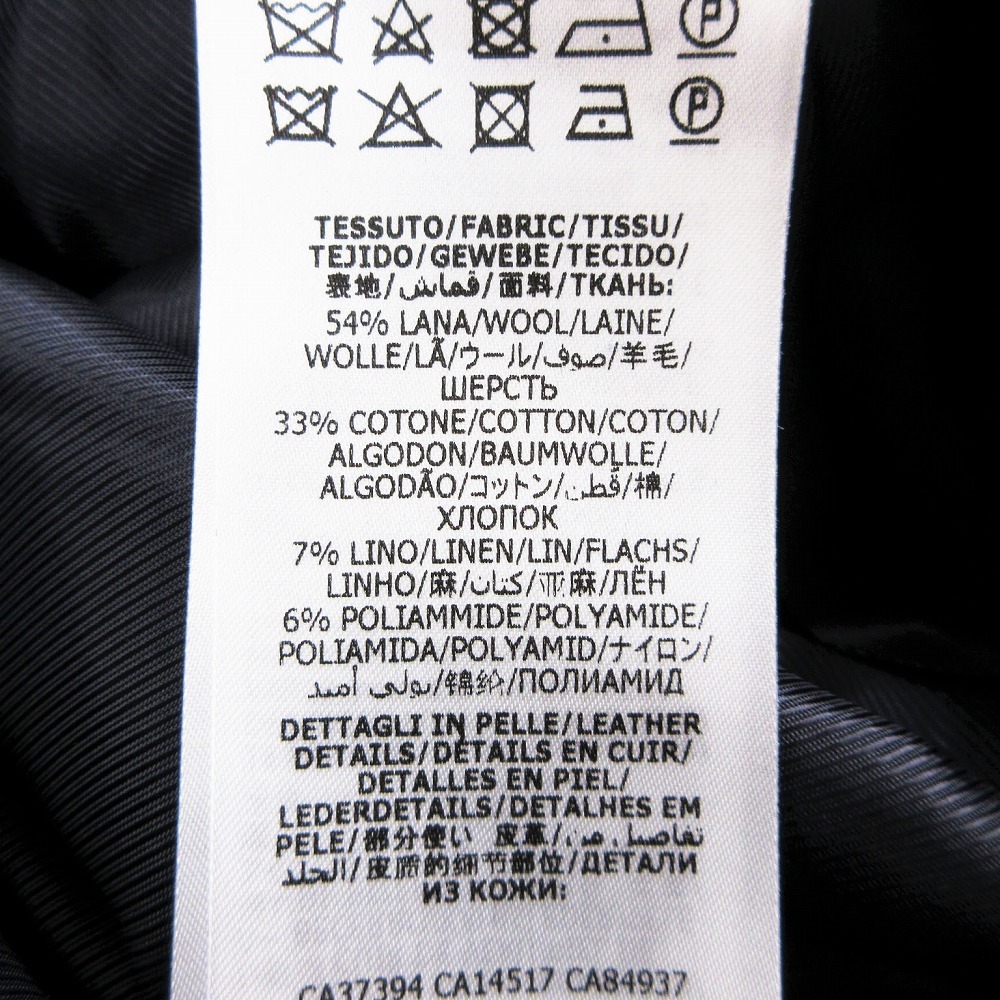 P
P
TESSUTO/FABRIC/TISSU/
TEJIDO/GEWEBE/TECIDO/
表地/قماش/面料/ТКАНЬ:
54% LANA/WOOL/LAINE/
WOLLE/LÃ/ウール/صوف/羊毛/
ШЕРСТЬ
33% COTONE/COTTON/COTON/
ALGODON/BAUMWOLLE/
ALGODÃO/コットン/قطن/棉/
ХЛОПОК
7% LINO/LINEN/LIN/FLACHS/
LINHO/麻/كتان/亚麻/ЛЁН
6% POLIAMMIDE/POLYAMIDE/
POLIAMIDA/POLYAMID/ナイロン/
بولي أميد/锦纶/ПОЛИАМИД
DETTAGLI IN PELLE/LEATHER
DETAILS/DÉTAILS EN CUIR/
DETALLES EN PIEL/
LEDERDETAILS/DETALHES EM
PELE/部分使い 皮革/تفاصيل من
الجلد/皮质的细节部位/ДЕТАЛИ
ИЗ КОЖИ:
CA37394 CA14517 CA84937